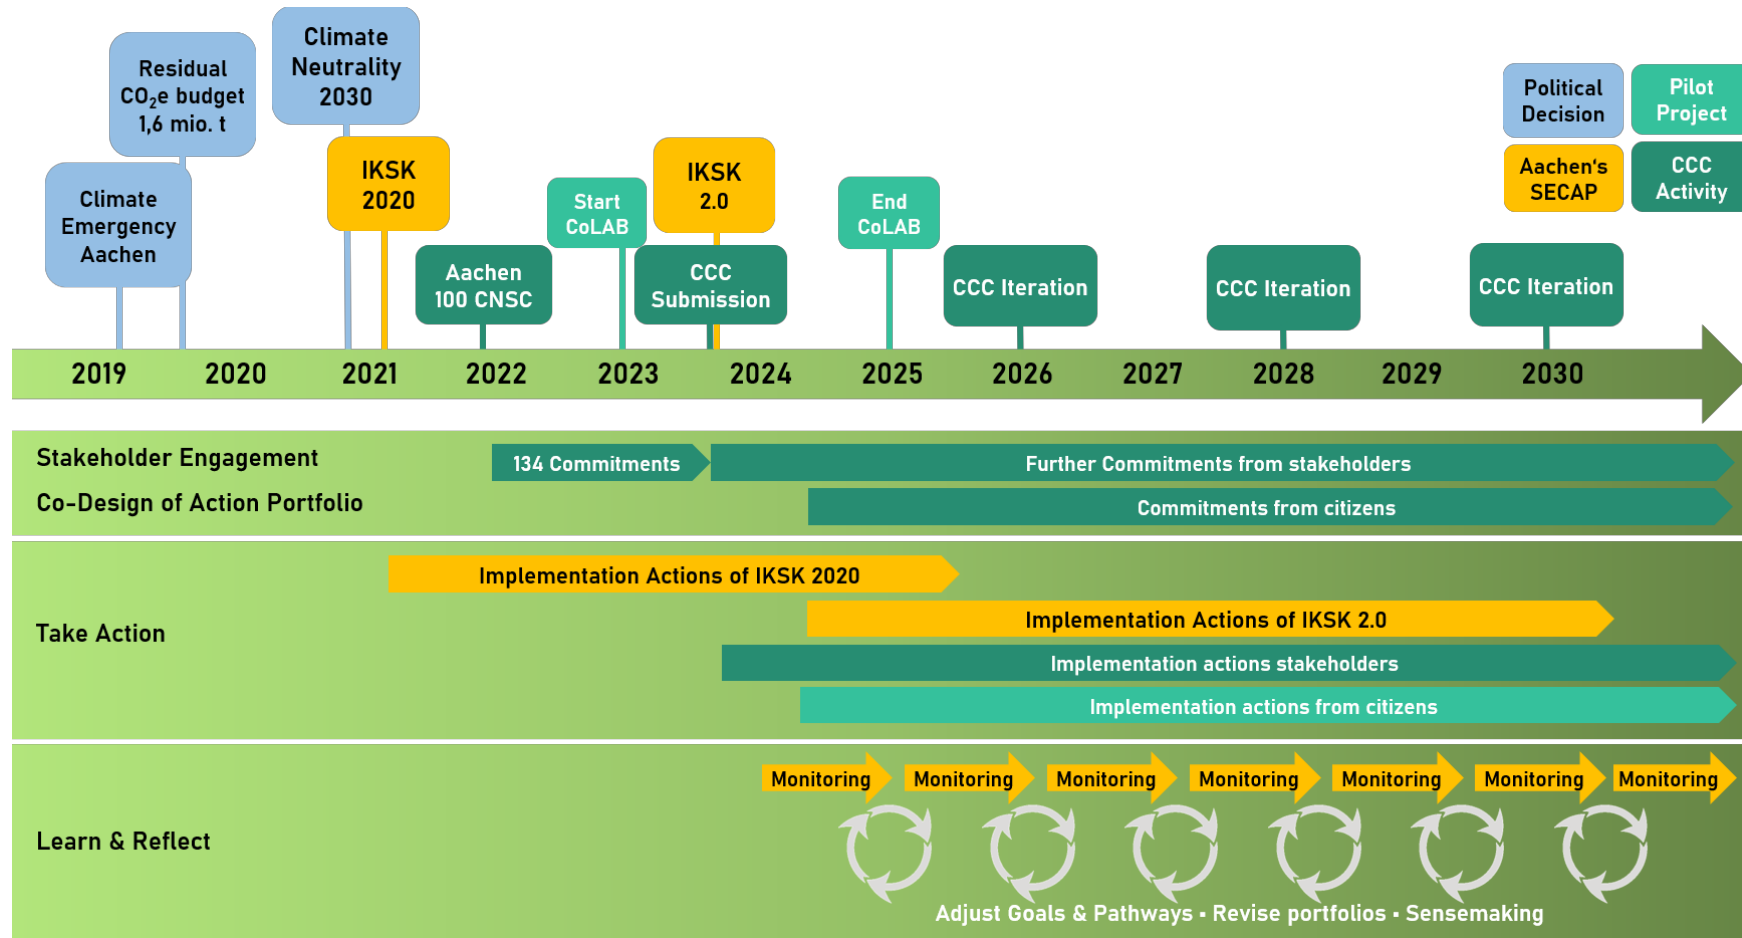 Climate
Neutrality
2030
Residual
CO₂e budget
1,6 mio. t
Climate
Emergency
Aachen
IKSK
2020
Aachen
100 CNSC
Start
CoLAB
IKSK
2.0
CCC
Submission
End
CoLAB
CCC Iteration
CCC Iteration
CCC Iteration
Political
Decision
Pilot
Project
Aachen‘s
SECAP
CCC
Activity
2019 2020 2021 2022 2023 2024 2025 2026 2027 2028 2029 2030
Stakeholder Engagement
134 Commitments
Further Commitments from stakeholders
Co-Design of Action Portfolio
Commitments from citizens
Take Action
Implementation Actions of IKSK 2020
Implementation Actions of IKSK 2.0
Implementation actions stakeholders
Implementation actions from citizens
Learn & Reflect
Monitoring Monitoring Monitoring Monitoring Monitoring Monitoring Monitoring
Adjust Goals & Pathways ▪ Revise portfolios ▪ Sensemaking